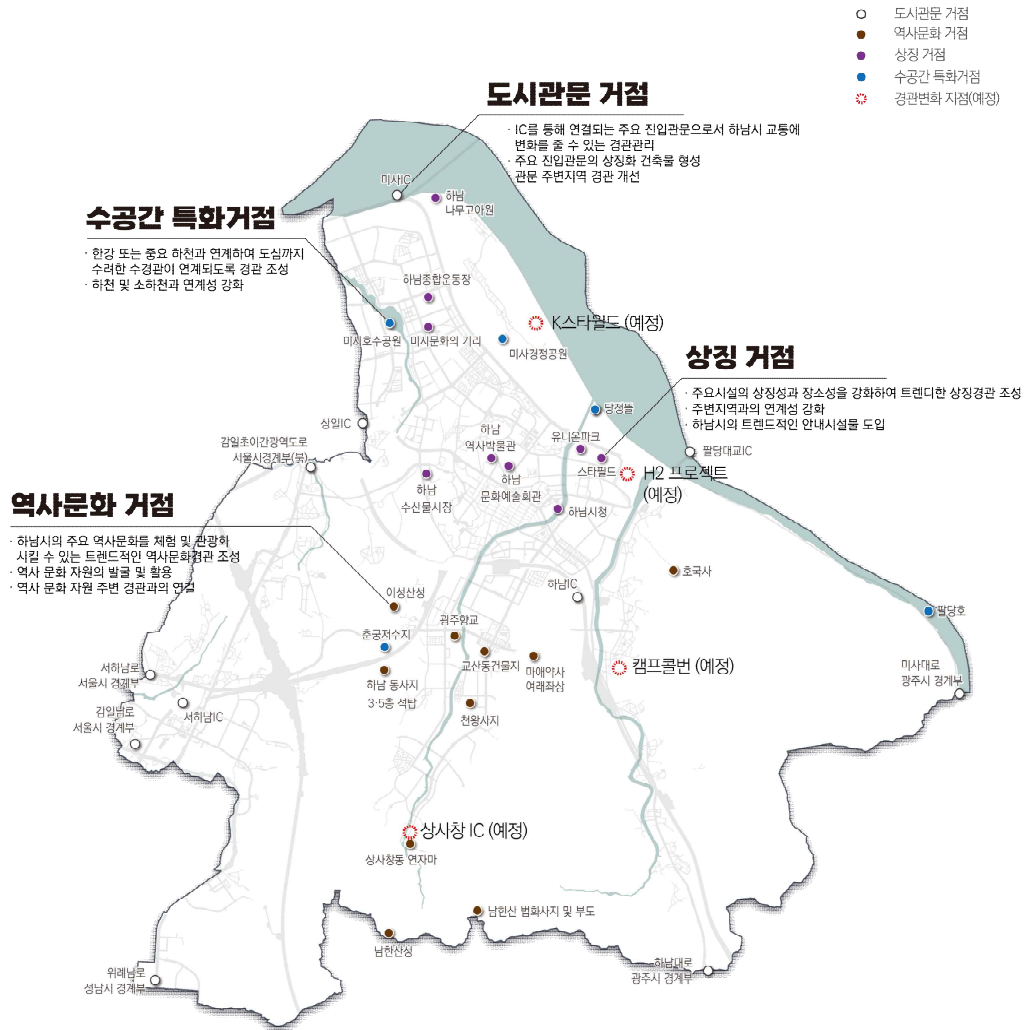 도시관문 거점
역사문화 거점
상징 거점
수공간 특화거점
경관변화 지점(예정)
도시관문 거점
· IC를 통해 연결되는 주요 진입관문으로서 하남시 교통에
변화를 줄 수 있는 경관관리
· 주요 진입관문의 상징화 건축물 형성
· 관문 주변지역 경관 개선
미사IC
하남
나무고아원
수공간 특화거점
· 한강 또는 중요 하천과 연계하여 도심까지
수려한 수경관이 연계되도록 경관 조성
· 하천 및 소하천과 연계성 강화
하남종합운동장
K스타월드 (예정)
미사호수공원
미사문화의 거리
미사경정공원
상징 거점
· 주요시설의 상징성과 장소성을 강화하여 트렌디한 상징경관 조성
· 주변지역과의 연계성 강화
· 하남시의 트렌드적인 안내시설물 도입
당정뜰
상일IC
감일초이간광역도로
서울시경계부(북)
하남
역사박물관
유니온파크
팔당대교IC
스타필드
H2 프로젝트
(예정)
하남
수산물시장
하남
문화예술회관
하남시청
역사문화 거점
· 하남시의 주요 역사문화를 체험 및 관광화
시킬 수 있는 트렌드적인 역사문화경관 조성
· 역사 문화 자원의 발굴 및 활용
· 역사 문화 자원 주변 경관과의 연결
호국사
하남IC
이성산성
팔당호
광주향교
춘궁저수지
교산동건물지
마애약사
여래좌상
캠프콜번 (예정)
서하남로
서울시 경계부
하남 동사지
3·5층 석탑
미사대로
광주시 경계부
감일남로
서울시 경계부
서하남IC
천왕사지
상사창 IC (예정)
상사창동 연자마
남한산 법화사지 및 부도
남한산성
하남대로
광주시 경계부
위례남로
성남시 경계부